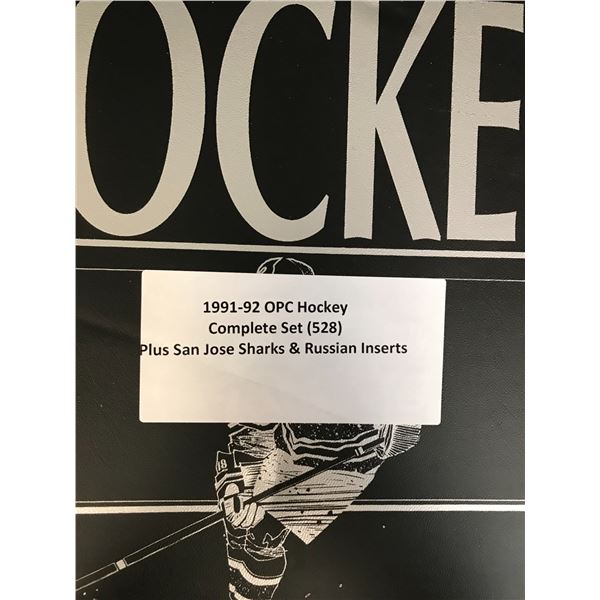 OCKE
1991-92 OPC Hockey
Complete Set (528)
Plus San Jose Sharks & Russian Inserts